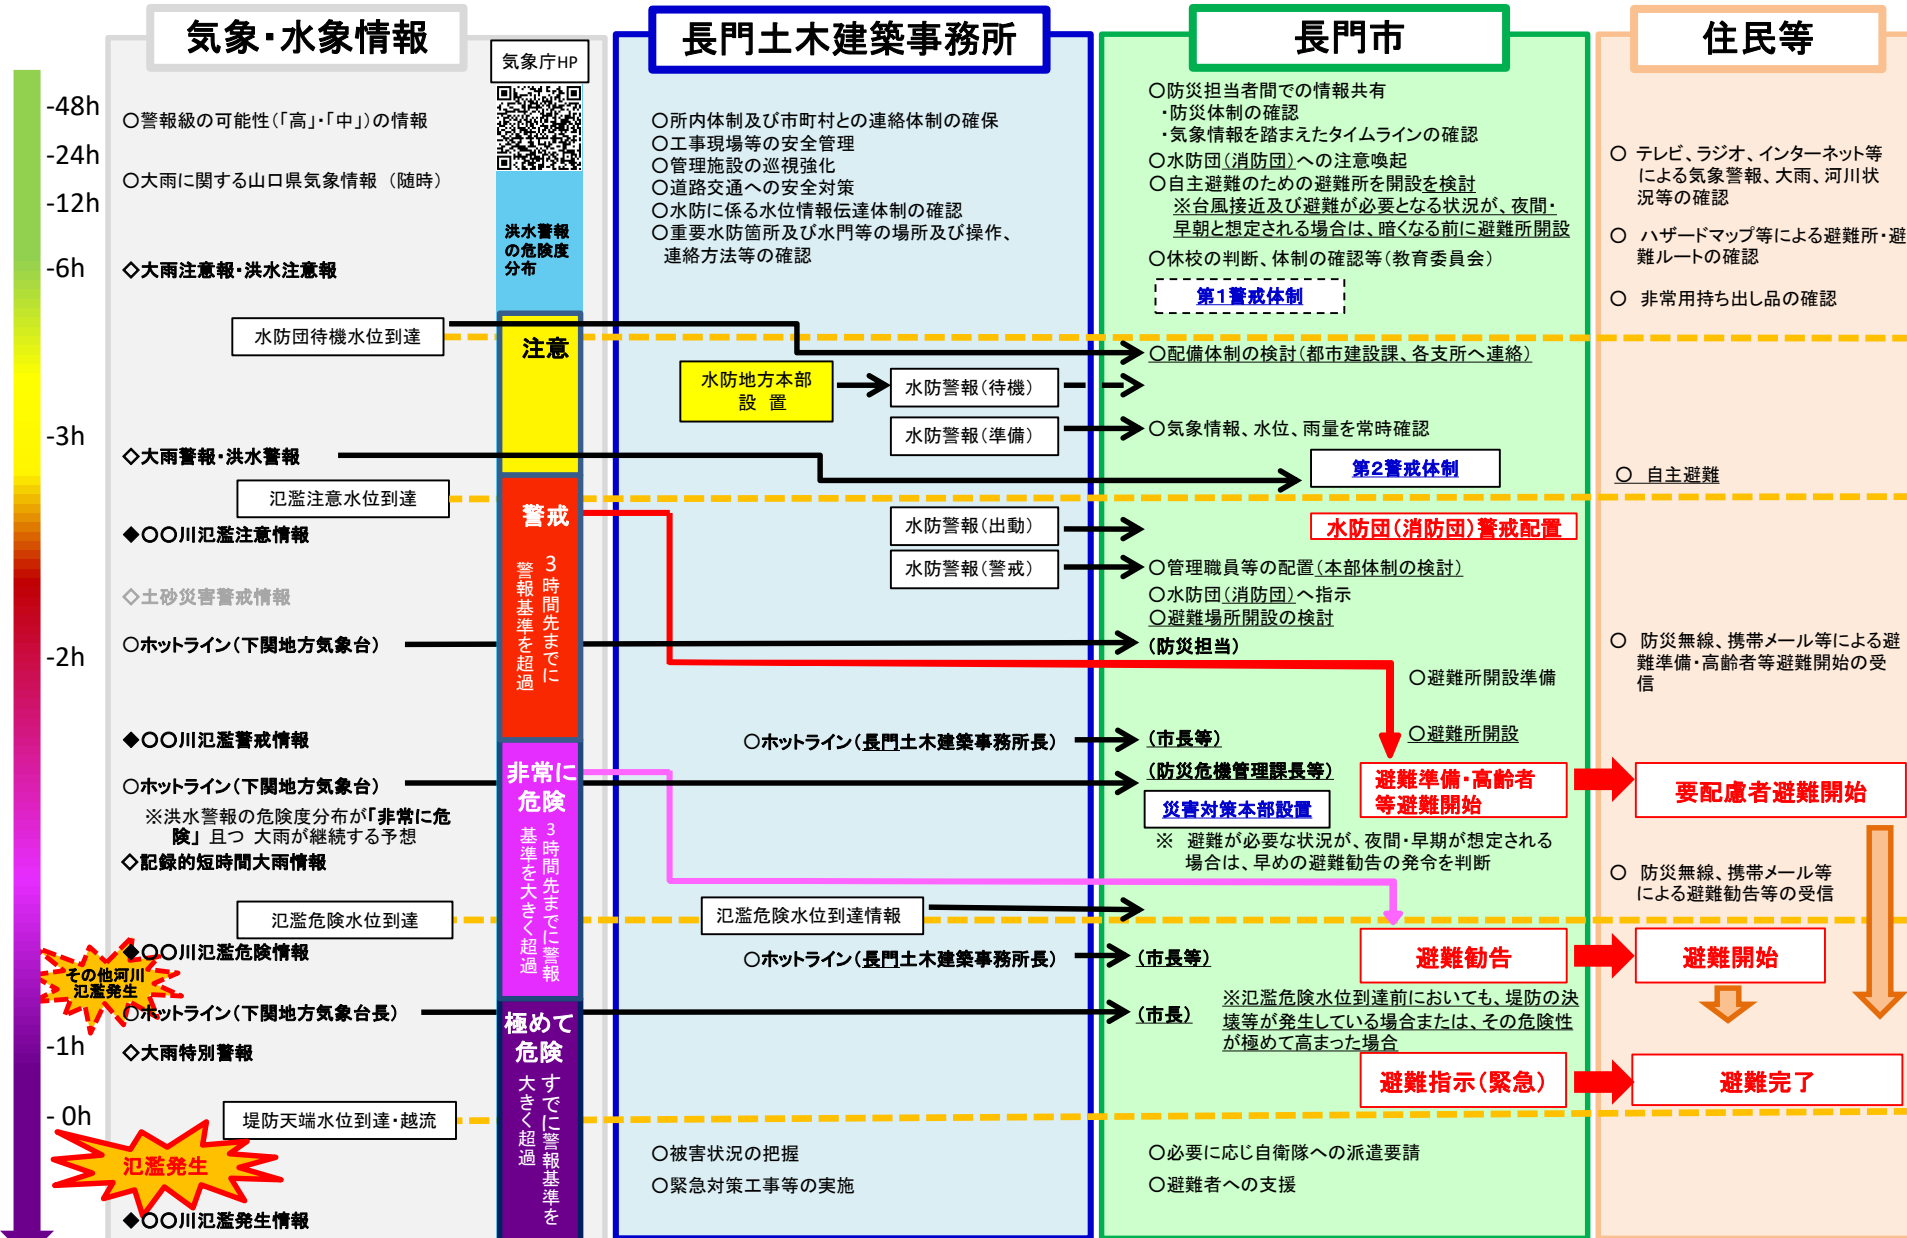 気象・水象情報
気象庁HP
-48h
-24h
-12h
-6h
-3h
-2h
-1h
- 0h
○警報級の可能性(「高」・「中」)の情報
○大雨に関する山口県気象情報 (随時)
◇大雨注意報・洪水注意報
水防団待機水位到達
◇大雨警報・洪水警報
氾濫注意水位到達
◆○○川氾濫注意情報
◇土砂災害警戒情報
○ホットライン(下関地方気象台)
◆○○川氾濫警戒情報
○ホットライン(下関地方気象台)
※洪水警報の危険度分布が「非常に危
険」 且つ 大雨が継続する予想
◇記録的短時間大雨情報
氾濫危険水位到達
◆○○川氾濫危険情報
その他河川
氾濫発生
○ホットライン(下関地方気象台長)
◇大雨特別警報
堤防天端水位到達・越流
氾濫発生
◆○○川氾濫発生情報
洪水警報
の危険度
分布
注意
警戒
3時間先までに
警報基準を超過
非常に
危険
3時間先までに警報
基準を大きく超過
極めて
危険
すでに警報基準を
大きく超過
長門土木建築事務所
○所内体制及び市町村との連絡体制の確保
○工事現場等の安全管理
○管理施設の巡視強化
○道路交通への安全対策
○水防に係る水位情報伝達体制の確認
○重要水防箇所及び水門等の場所及び操作、
連絡方法等の確認
水防地方本部
設 置
水防警報(待機)
水防警報(準備)
水防警報(出動)
水防警報(警戒)
○ホットライン(長門土木建築事務所長)
氾濫危険水位到達情報
○ホットライン(長門土木建築事務所長)
○被害状況の把握
○緊急対策工事等の実施
長門市
○防災担当者間での情報共有
・防災体制の確認
・気象情報を踏まえたタイムラインの確認
○水防団(消防団)への注意喚起
○自主避難のための避難所を開設を検討
※台風接近及び避難が必要となる状況が、夜間・
早朝と想定される場合は、暗くなる前に避難所開設
○休校の判断、体制の確認等(教育委員会)
第1警戒体制
○配備体制の検討(都市建設課、各支所へ連絡)
○気象情報、水位、雨量を常時確認
第2警戒体制
水防団(消防団)警戒配置
○管理職員等の配置(本部体制の検討)
○水防団(消防団)へ指示
○避難場所開設の検討
(防災担当)
○避難所開設準備
○避難所開設
(市長等)
(防災危機管理課長等)
避難準備・高齢者
等避難開始
災害対策本部設置
※ 避難が必要な状況が、夜間・早期が想定される
場合は、早めの避難勧告の発令を判断
避難勧告
(市長等)
(市長)
※氾濫危険水位到達前においても、堤防の決
壊等が発生している場合または、その危険性
が極めて高まった場合
避難指示(緊急)
○必要に応じ自衛隊への派遣要請
○避難者への支援
住民等
○ テレビ、ラジオ、インターネット等
による気象警報、大雨、河川状
況等の確認
○ ハザードマップ等による避難所・避
難ルートの確認
○ 非常用持ち出し品の確認
○ 自主避難
○ 防災無線、携帯メール等による避
難準備・高齢者等避難開始の受
信
要配慮者避難開始
○ 防災無線、携帯メール等
による避難勧告等の受信
避難開始
避難完了